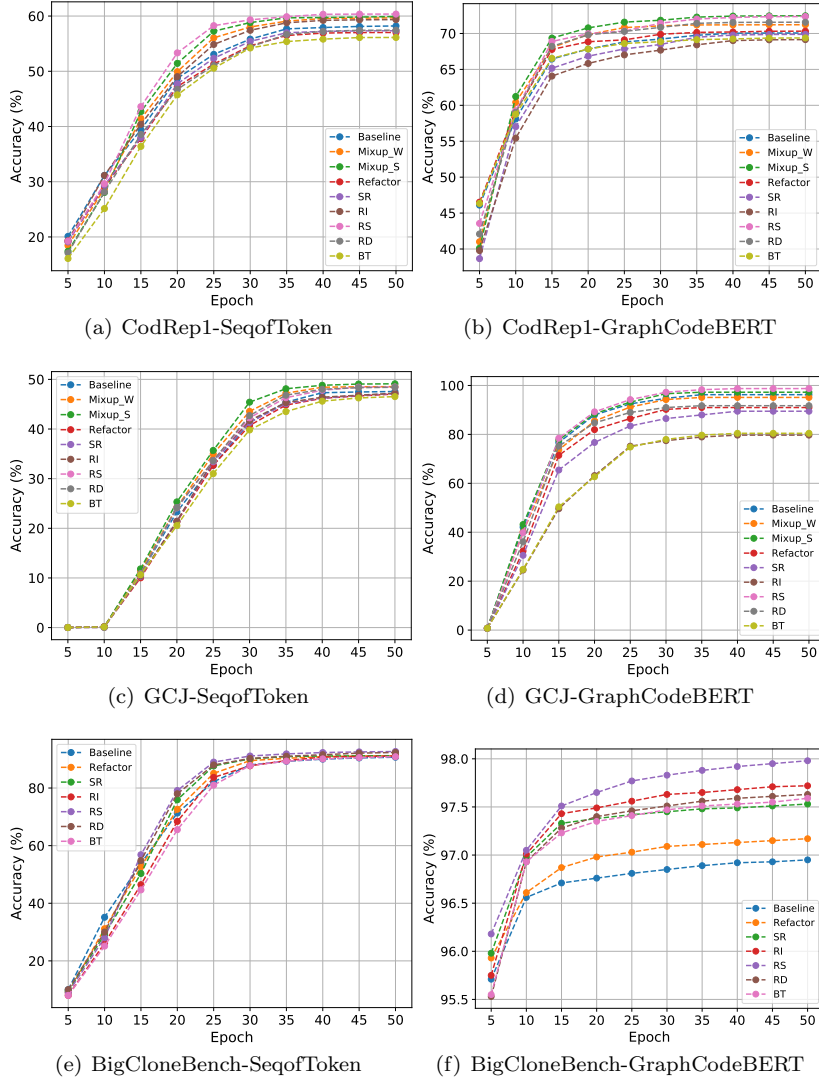 60
50
40
30
20
Accuracy (%)
Baseline
Mixup_W
Mixup_S
Refactor
SR
RI
RS
RD
BT
5 10 15 20 25 30 35 40 45 50
Epoch
(a) CodRep1-SeqofToken
70
65
60
55
50
45
40
Accuracy (%)
Baseline
Mixup_W
Mixup_S
Refactor
SR
RI
RS
RD
BT
5 10 15 20 25 30 35 40 45 50
Epoch
(b) CodRep1-GraphCodeBERT
50
40
30
20
10
0
Accuracy (%)
Baseline
Mixup_W
Mixup_S
Refactor
SR
RI
RS
RD
BT
5 10 15 20 25 30 35 40 45 50
Epoch
(c) GCJ-SeqofToken
100
80
60
40
20
0
Accuracy (%)
Baseline
Mixup_W
Mixup_S
Refactor
SR
RI
RS
RD
BT
5 10 15 20 25 30 35 40 45 50
Epoch
(d) GCJ-GraphCodeBERT
80
60
40
20
Accuracy (%)
Baseline
Refactor
SR
RI
RS
RD
BT
5 10 15 20 25 30 35 40 45 50
Epoch
(e) BigCloneBench-SeqofToken
98.0
97.5
97.0
96.5
96.0
95.5
Accuracy (%)
Baseline
Refactor
SR
RI
RS
RD
BT
5 10 15 20 25 30 35 40 45 50
Epoch
(f) BigCloneBench-GraphCodeBERT